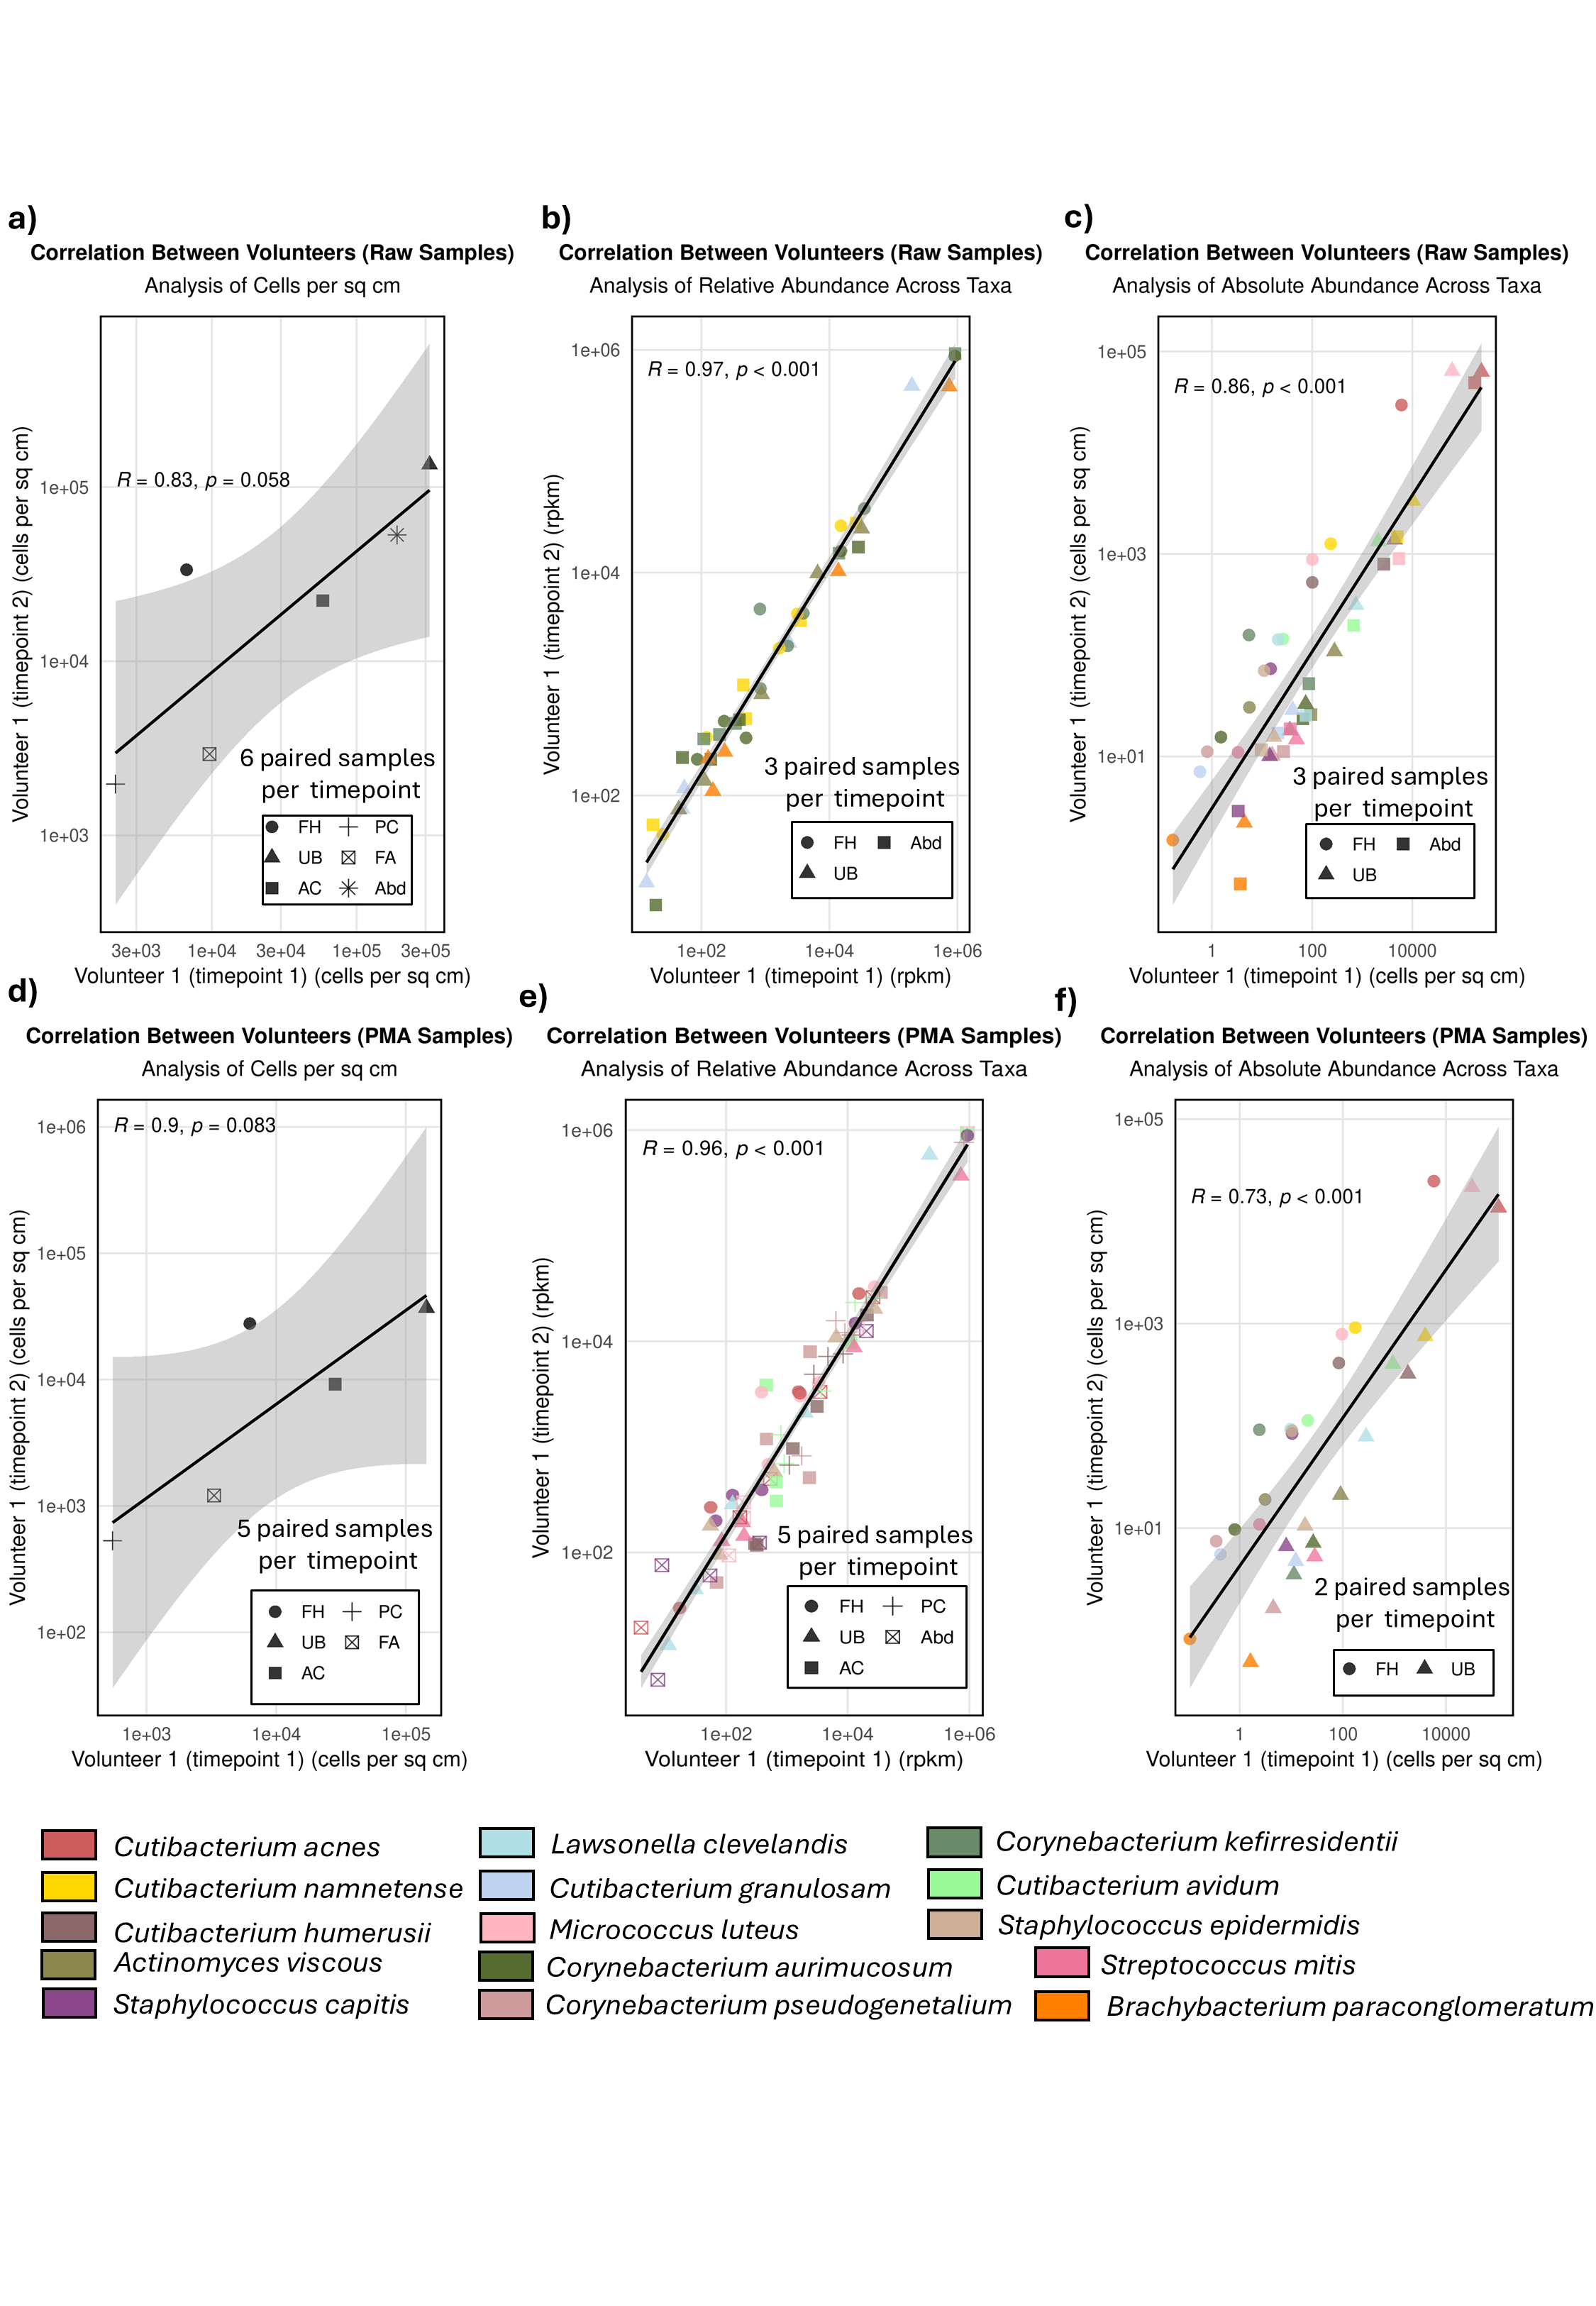 a)
Correlation Between Volunteers (Raw Samples)
Analysis of Cells per sq cm
Volunteer 1 (timepoint 2) (cells per sq cm)
1e+05
1e+04
1e+03
R = 0.83, p = 0.058
6 paired samples
per timepoint
FH PC
UB FA
AC Abd
3e+03 1e+04 3e+04 1e+05 3e+05
Volunteer 1 (timepoint 1) (cells per sq cm)
b)
Correlation Between Volunteers (Raw Samples)
Analysis of Relative Abundance Across Taxa
Volunteer 1 (timepoint 2) (rpkm)
1e+06
1e+04
1e+02
R = 0.97, p < 0.001
3 paired samples
per timepoint
FH Abd
UB
1e+02 1e+04 1e+06
Volunteer 1 (timepoint 1) (rpkm)
c)
Correlation Between Volunteers (Raw Samples)
Analysis of Absolute Abundance Across Taxa
Volunteer 1 (timepoint 2) (cells per sq cm)
1e+05
1e+03
1e+01
R = 0.86, p < 0.001
3 paired samples
per timepoint
FH Abd
UB
1 100 10000
Volunteer 1 (timepoint 1) (cells per sq cm)
d)
Correlation Between Volunteers (PMA Samples)
Analysis of Cells per sq cm
Volunteer 1 (timepoint 2) (cells per sq cm)
1e+06
1e+05
1e+04
1e+03
1e+02
R = 0.9, p = 0.083
5 paired samples
per timepoint
FH PC
UB FA
AC
1e+03 1e+04 1e+05
Volunteer 1 (timepoint 1) (cells per sq cm)
e)
Correlation Between Volunteers (PMA Samples)
Analysis of Relative Abundance Across Taxa
Volunteer 1 (timepoint 2) (rpkm)
1e+06
1e+04
1e+02
R = 0.96, p < 0.001
5 paired samples
per timepoint
FH PC
UB Abd
AC
1e+02 1e+04 1e+06
Volunteer 1 (timepoint 1) (rpkm)
f)
Correlation Between Volunteers (PMA Samples)
Analysis of Absolute Abundance Across Taxa
Volunteer 1 (timepoint 2) (cells per sq cm)
1e+05
1e+03
1e+01
R = 0.73, p < 0.001
2 paired samples
per timepoint
FH UB
1 100 10000
Volunteer 1 (timepoint 1) (cells per sq cm)
Cutibacterium acnes
Cutibacterium namnetense
Cutibacterium humerusii
Actinomyces viscous
Staphylococcus capitis
Lawsonella clevelandis
Cutibacterium granulosam
Micrococcus luteus
Corynebacterium aurimucosum
Corynebacterium pseudogenetalium
Corynebacterium kefirresidentii
Cutibacterium avidum
Staphylococcus epidermidis
Streptococcus mitis
Brachybacterium paraconglomeratum